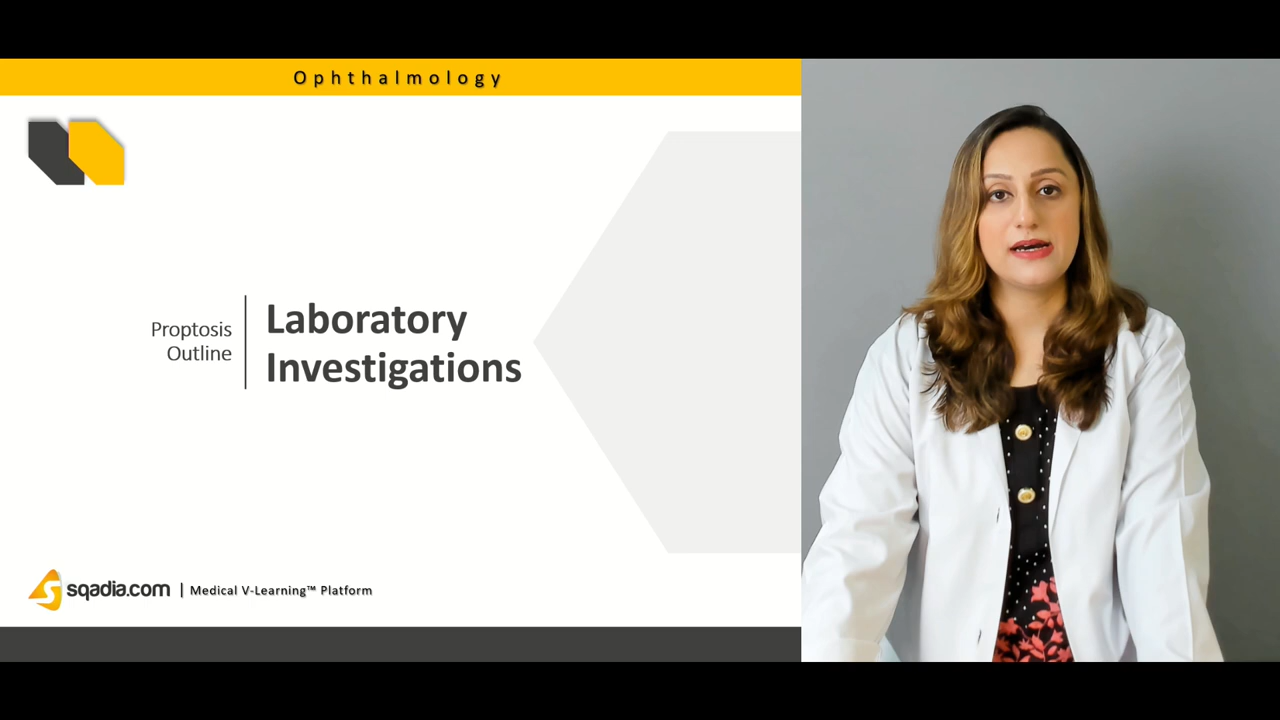 Ophthalmology
Proptosis
Outline
Laboratory
Investigations
sqadia.com | Medical V-Learning™ Platform